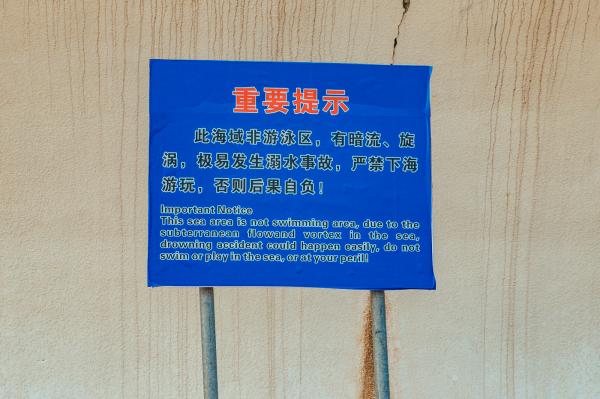 重要提示
此海域非游泳区，有暗流、旋
涡，极易发生溺水事故，严禁下海
游玩，否则后果自负！
Important Notice
This sea area is not swimming area, due to the
subterranean flowand vortex in the sea,
drowning accident could happen easily, do not
swim or play in the sea, or at your peril!